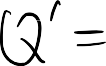 Q' =